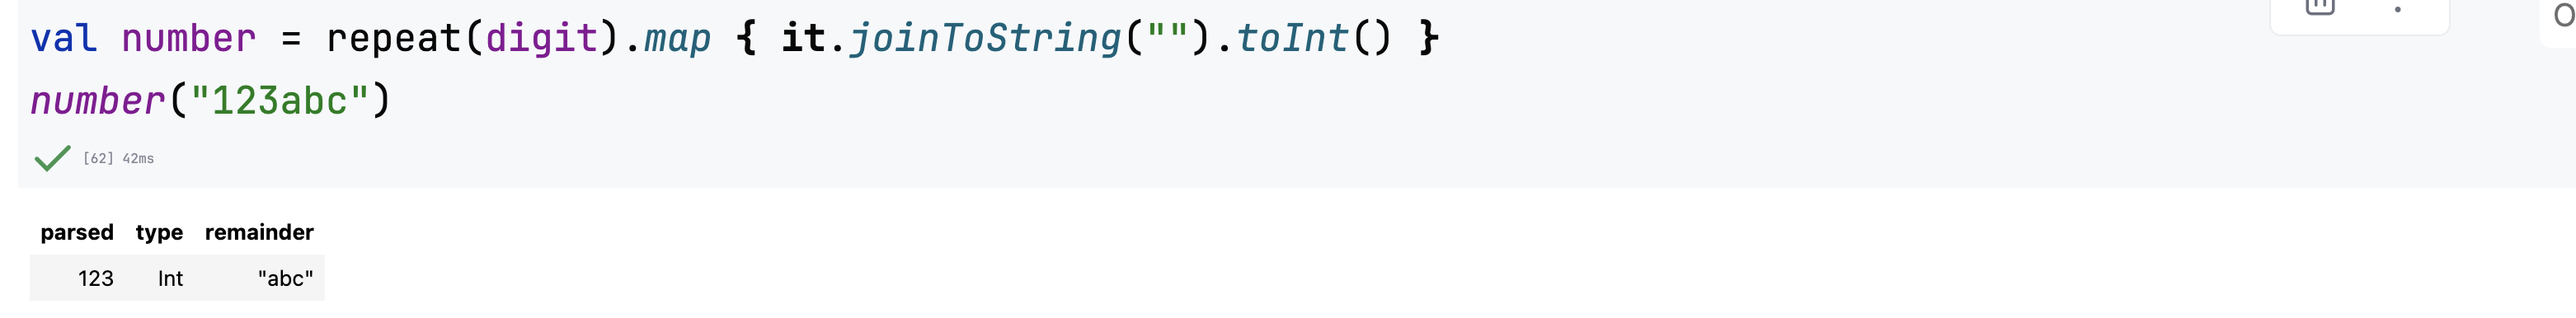 val number = repeat(digit).map { it.joinToString("").toInt() }
number("123abc")
[62] 42ms
parsed type remainder
123 Int "abc"